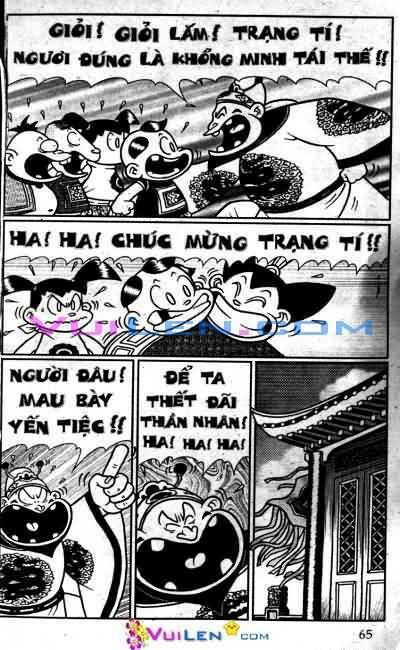 GIỎI! GIỎI LẮM! TRẠNG TÍ!
NGƯƠI ĐÚNG LÀ KHỔNG MINH TÁI THẾ!!
HA! HA! CHÚC MỪNG TRẠNG TÍ!!
VUILEN.COM
NGƯỜI ĐÂU!
MAU BÀY
YẾN TIỆC!!
ĐỂ TA
THIẾT ĐÃI
THẦN NHÂN!
HA! HA! HA!
VUILEN.COM
65